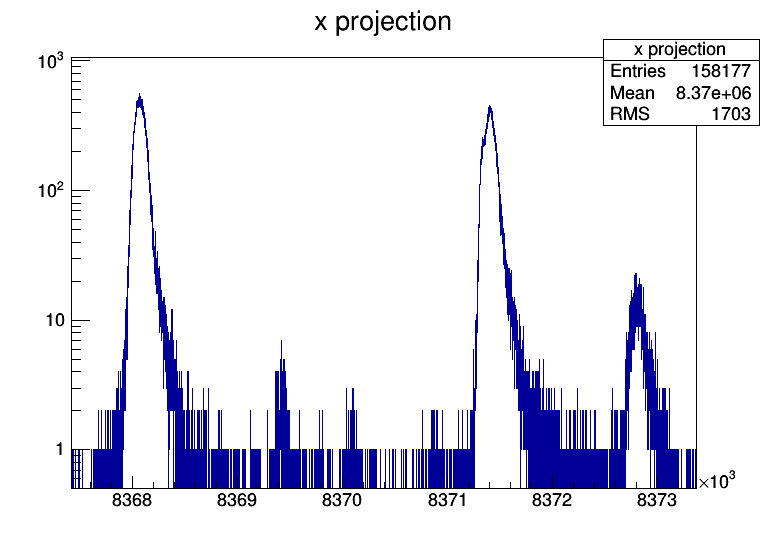 x projection
x projection
Entries 158177
Mean 8.37e+06
RMS 1703
10³
10²
10
1
8368 8369 8370 8371 8372 8373
×10³